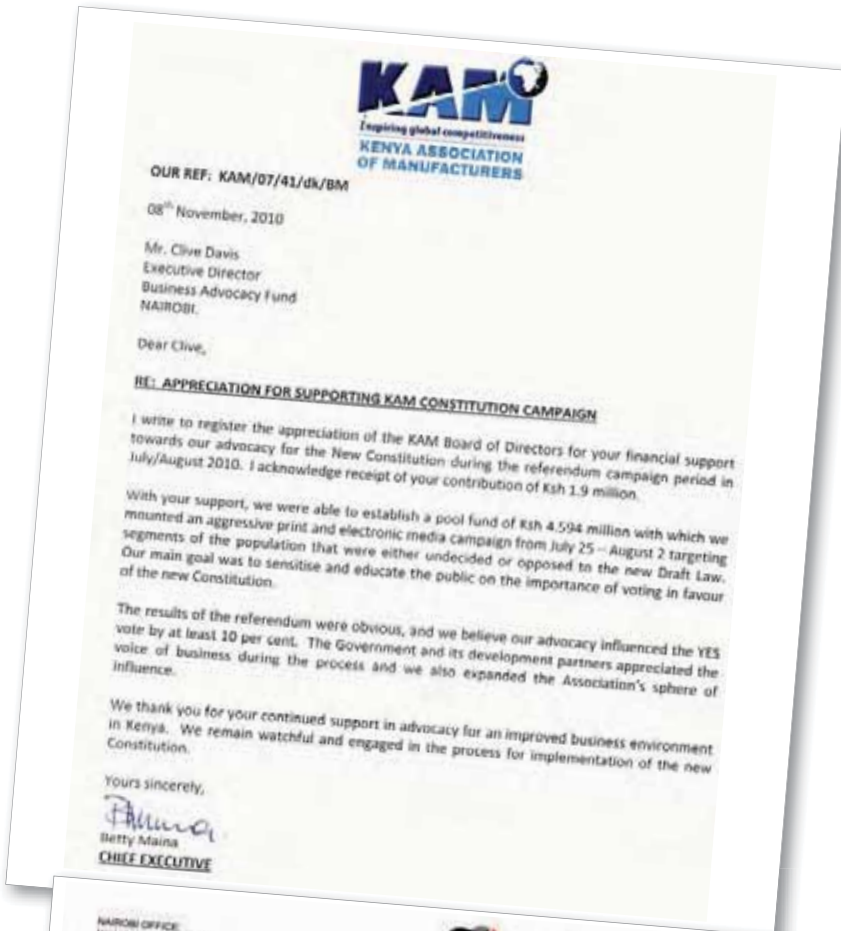 KAM
Inspiring global competitiveness
KENYA ASSOCIATION
OF MANUFACTURERS
OUR REF: KAM/07/41/dk/BM
08th November, 2010
Mr. Clive Davis
Executive Director
Business Advocacy Fund
NAIROBI.
Dear Clive,
RE: APPRECIATION FOR SUPPORTING KAM CONSTITUTION CAMPAIGN
I write to register the appreciation of the KAM Board of Directors for your financial support
towards our advocacy for the New Constitution during the referendum campaign period in
July/August 2010. I acknowledge receipt of your contribution of Ksh 1.9 million.
With your support, we were able to establish a pool fund of Ksh 4.594 million with which we
mounted an aggressive print and electronic media campaign from July 25 – August 2 targeting
segments of the population that were either undecided or opposed to the new Draft Law.
Our main goal was to sensitise and educate the public on the importance of voting in favour
of the new Constitution.
The results of the referendum were obvious, and we believe our advocacy influenced the YES
vote by at least 10 per cent. The Government and its development partners appreciated the
voice of business during the process and we also expanded the Association's sphere of
influence.
We thank you for your continued support in advocacy for an improved business environment
in Kenya. We remain watchful and engaged in the process for implementation of the new
Constitution.
Yours sincerely,
Betty Maina
CHIEF EXECUTIVE
NAIROBI OFFICE